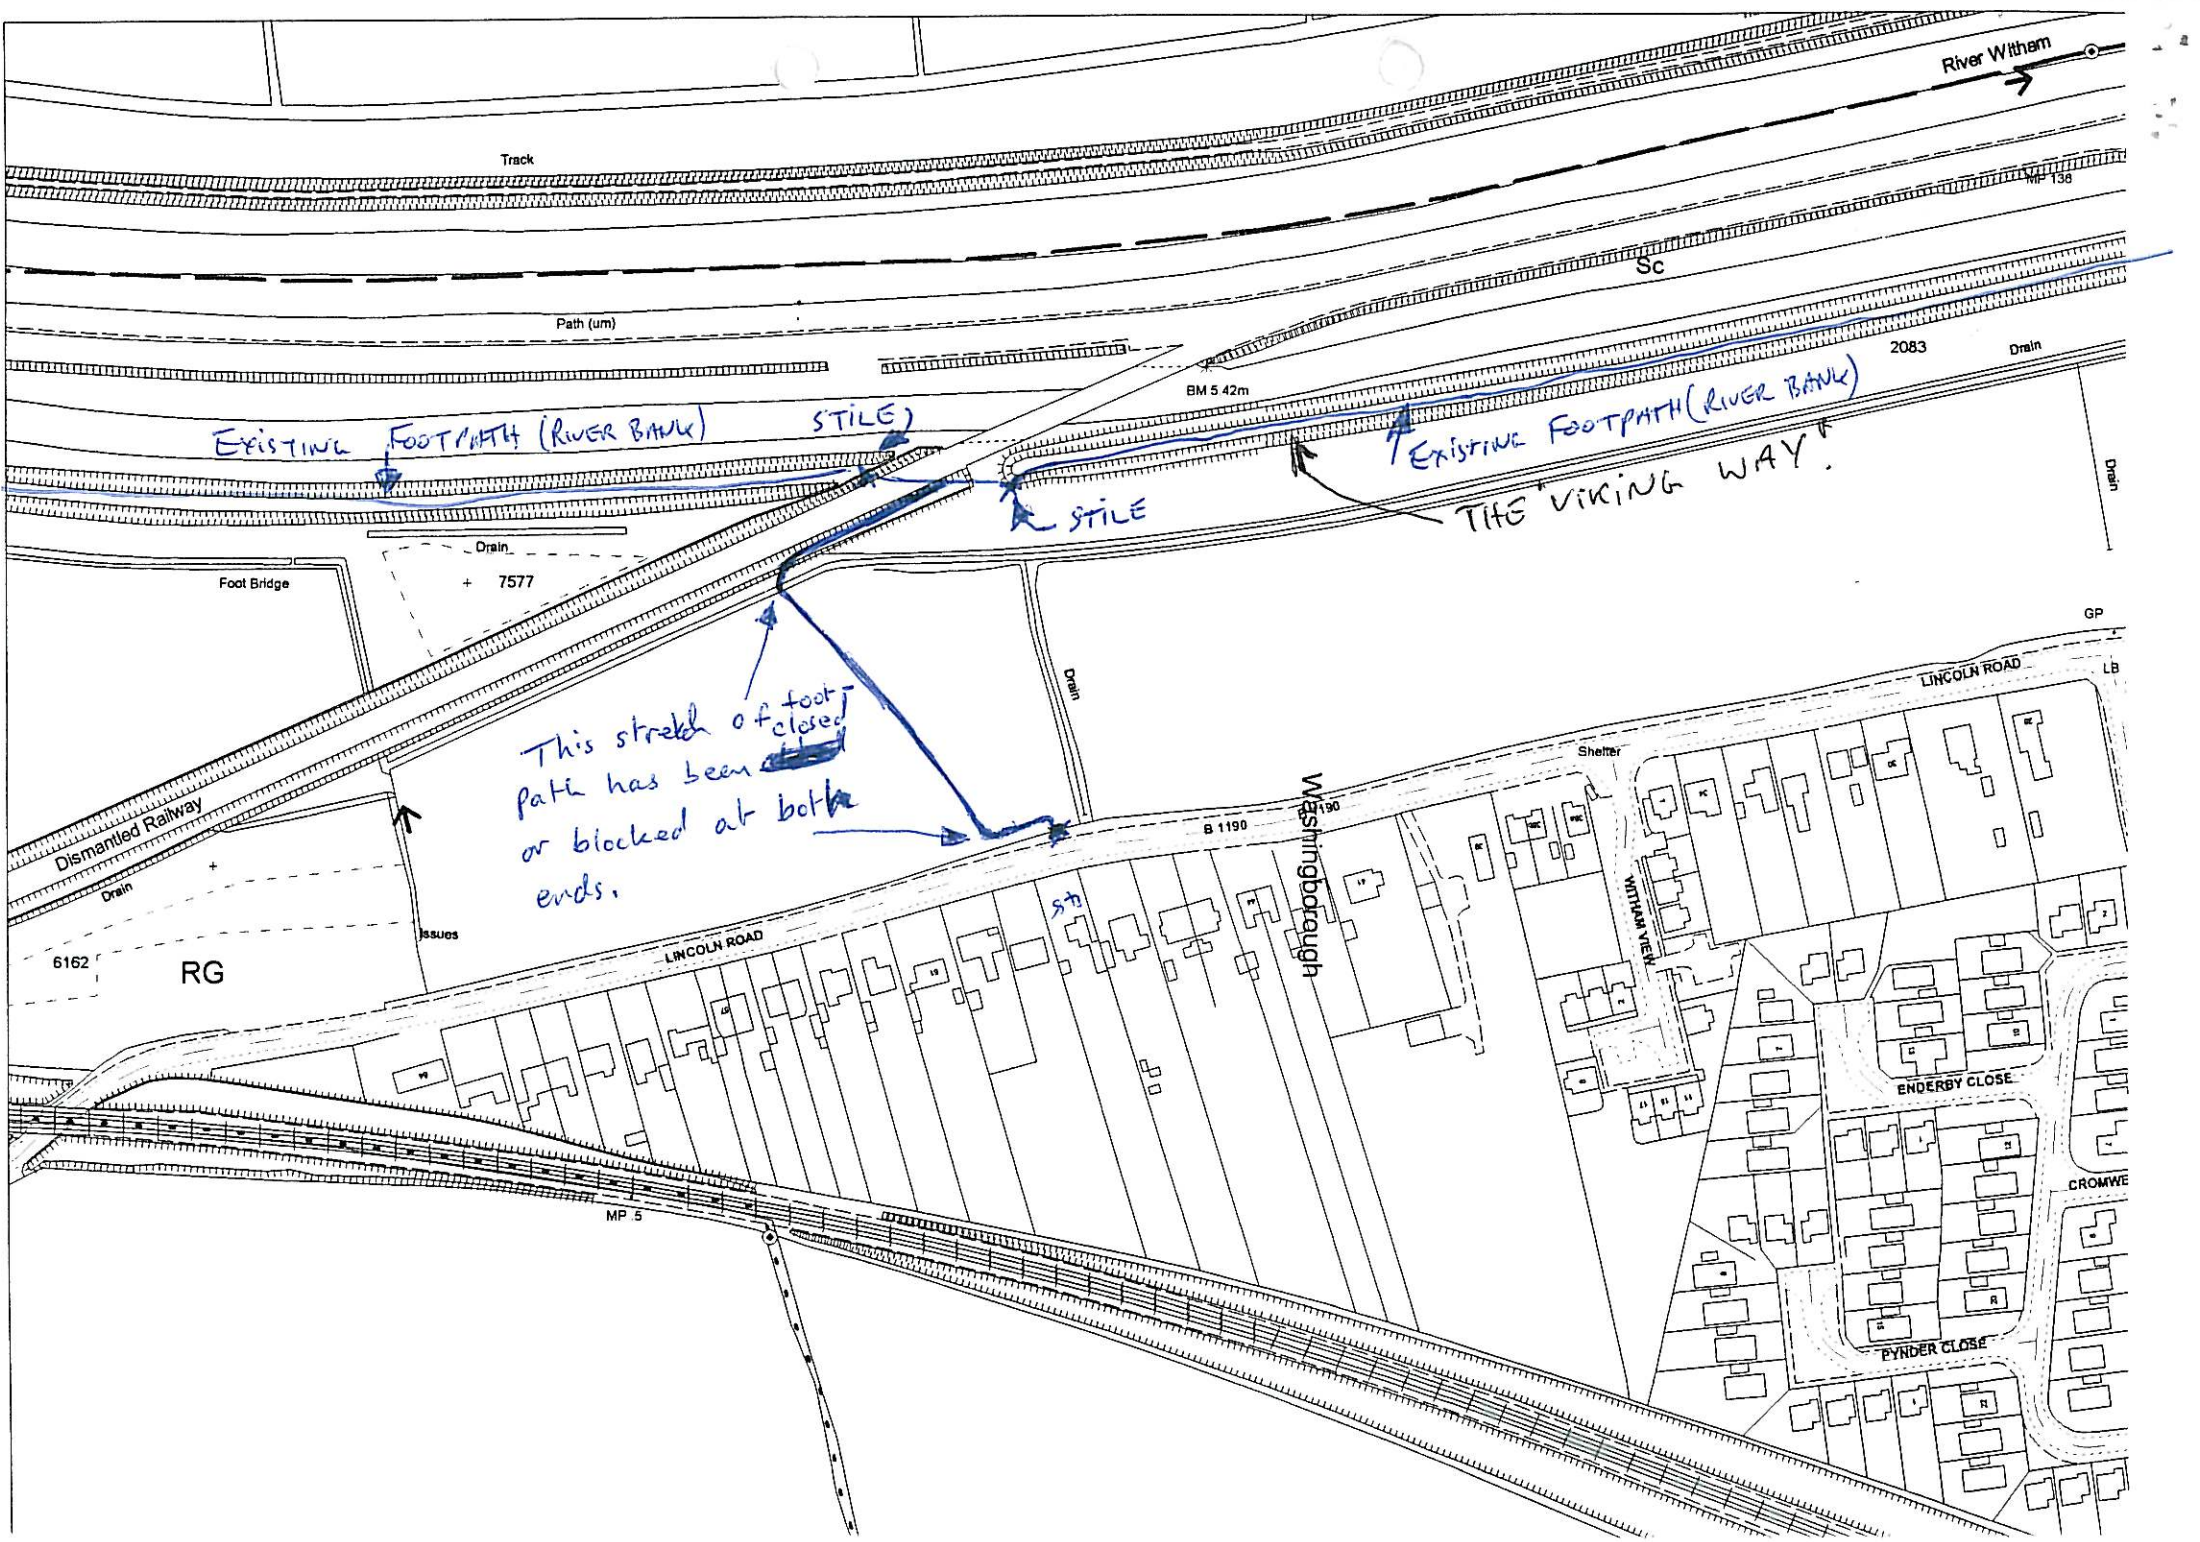 River Witham
Track
MP 136
Sc
Path (um)
2083
Drain
BM 5.42m
EXISTING FOOTPATH (RIVER BANK)
STILE
EXISTING FOOTPATH (RIVER BANK)
THE "VIKING WAY".
STILE
Drain
Drain
Foot Bridge
+ 7577
GP
LINCOLN ROAD
LB
Drain
This stretch of foot-
closed
path has been
or blocked at both
ends.
Shelter
Dismantled Railway
Drain
B 1190
Washingborough
WITHAM VIEW
Issues
6162
RG
LINCOLN ROAD
ENDERBY CLOSE
CROMWE
MP .5
PYNDER CLOSE